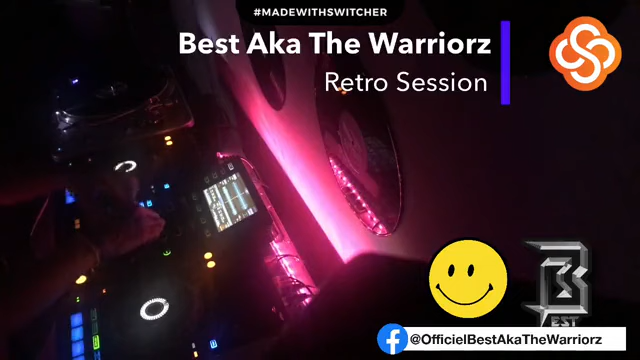 #MADEWITHSWITCHER
Best Aka The Warriorz
Retro Session
B
EST
@OfficielBestAkaTheWarriorz